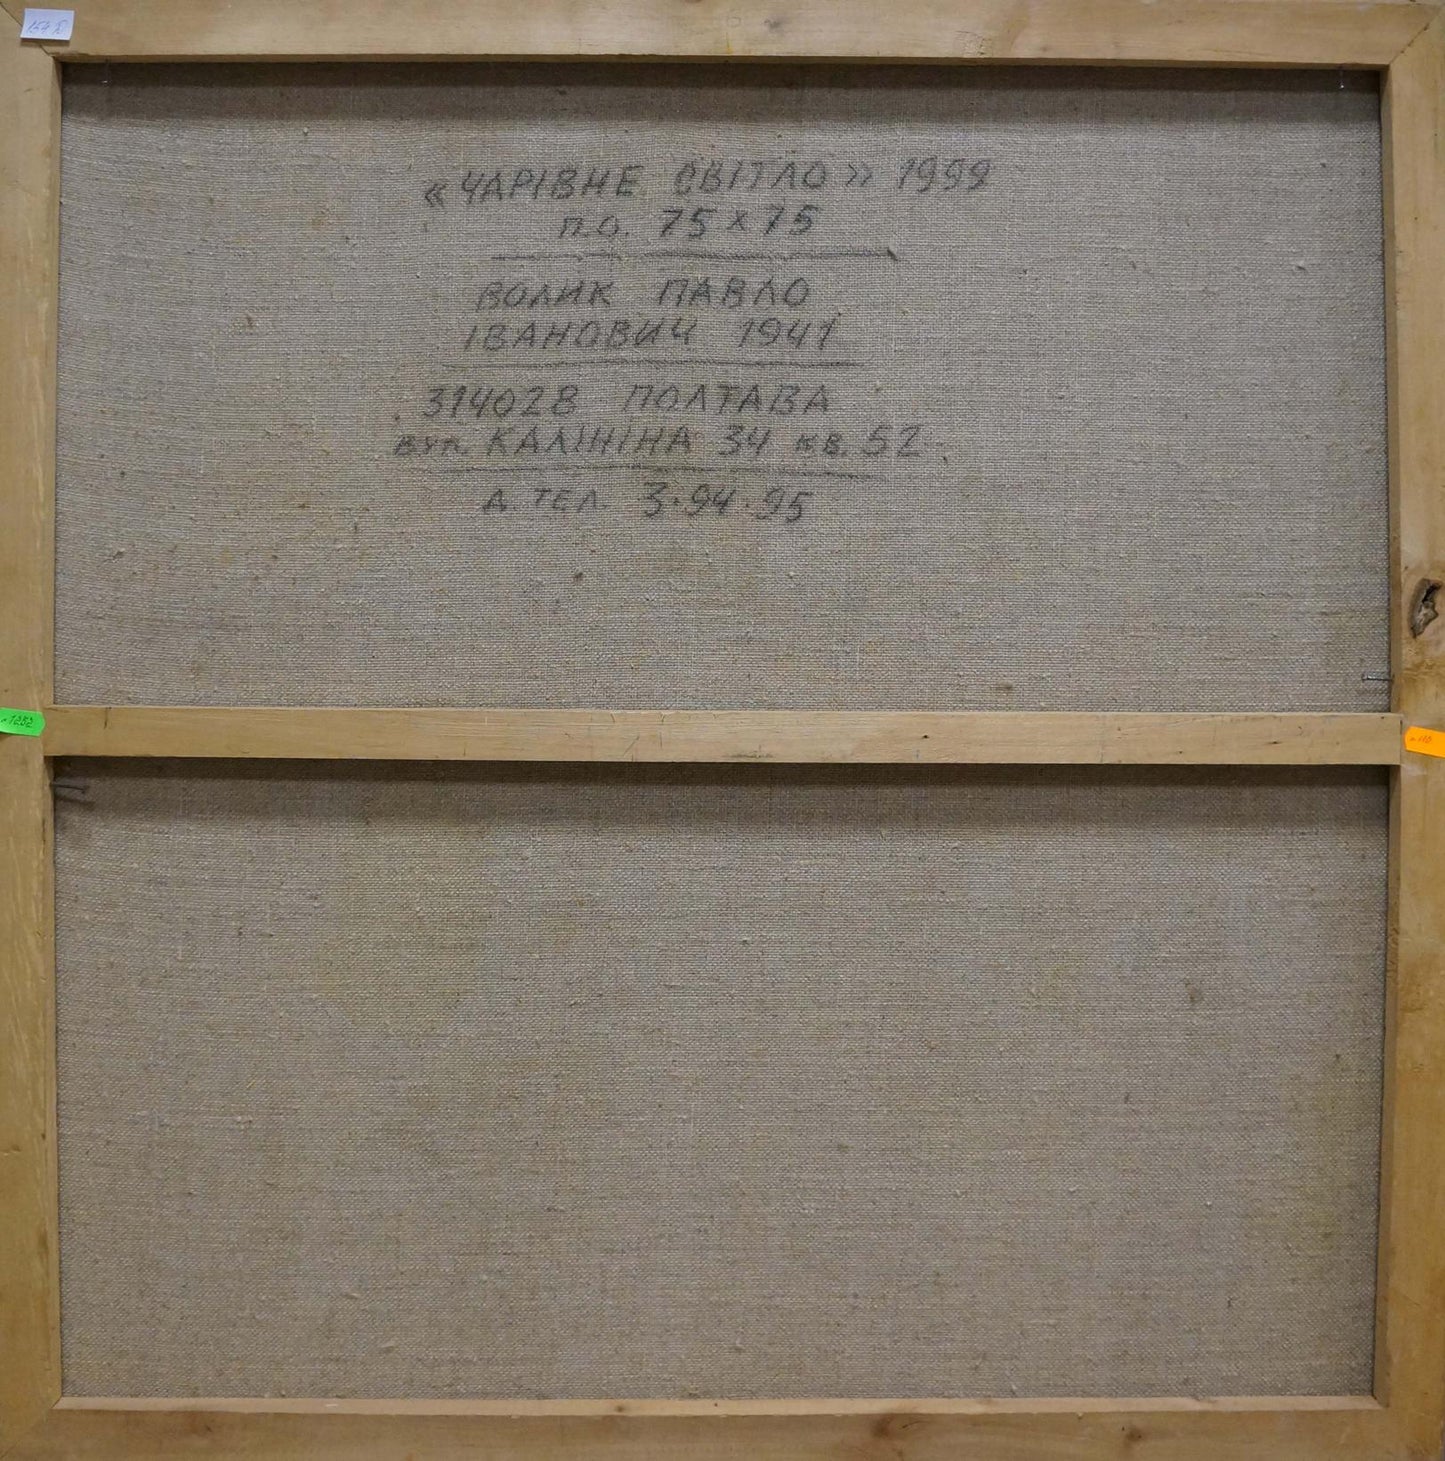 «ЧАРІВНЕ СВІТЛО» 1999
п.о. 75 x 75
ВОЛИК ПАВЛО
ІВАНОВИЧ 1941
314028 ПОЛТАВА
вул. КАЛІНІНА 34 кв. 52
Д. ТЕЛ. 3·94·95
1252